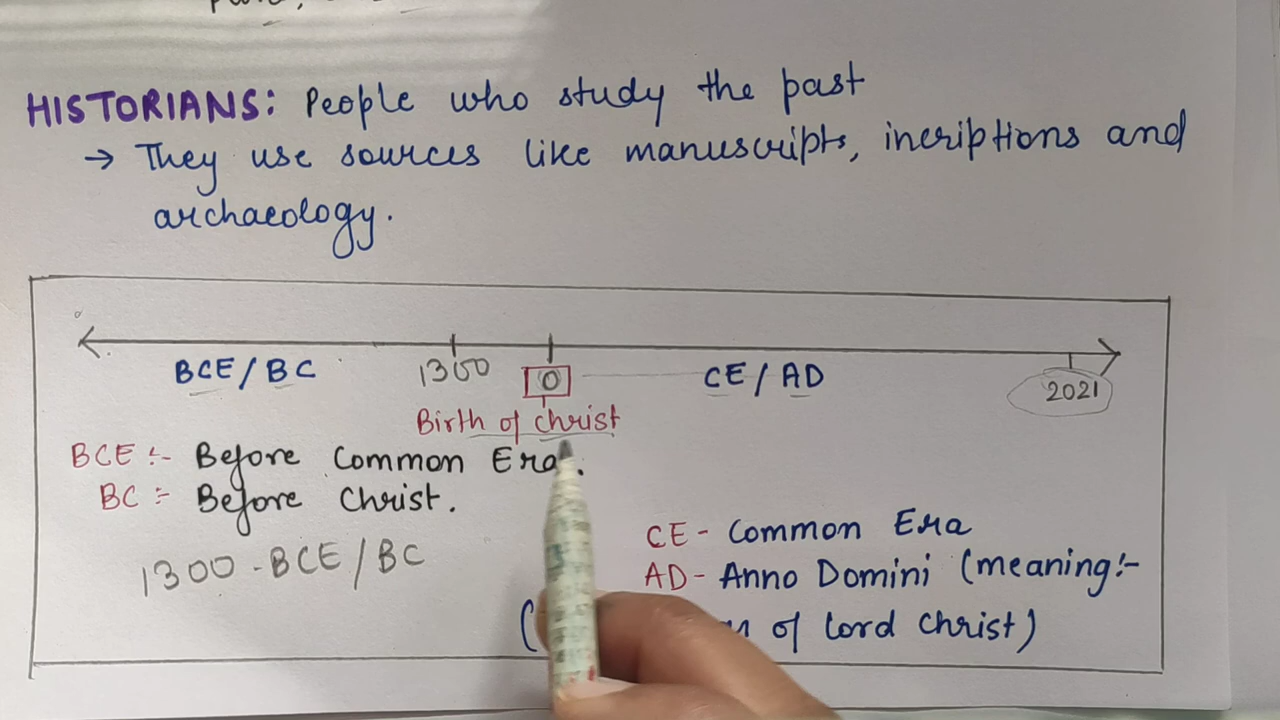 HISTORIANS: People who study the past
→ They use sources like manuscripts, incriptions and
archaeology.
1300 0 2021
BCE / BC CE / AD
Birth of christ
BCE :- Before Common Era.
BC :- Before Christ.
1300 - BCE / BC
CE - Common Era
AD - Anno Domini (meaning :-
( of lord christ)